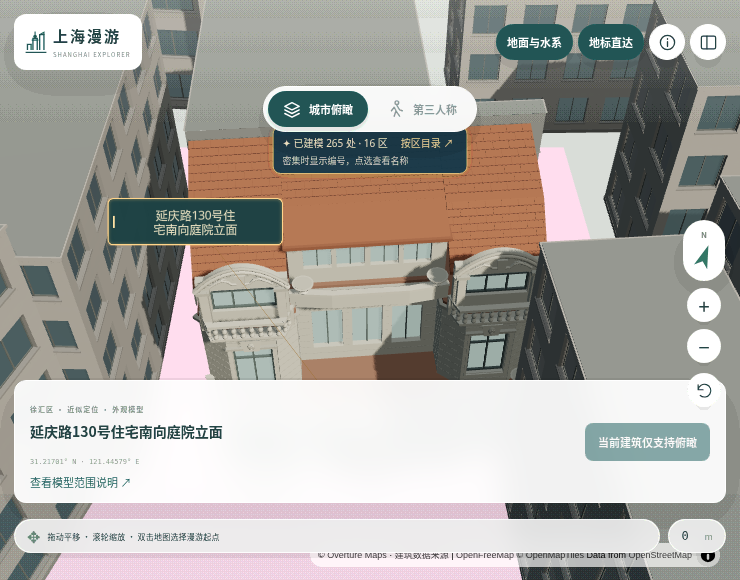 上海漫游
SHANGHAI EXPLORER
地面与水系
地标直达
城市俯瞰
第三人称
✦ 已建模 265 处 · 16 区 按区目录 ↗
密集时显示编号，点选查看名称
延庆路130号住
宅南向庭院立面
N
+
−
徐汇区 · 近似定位 · 外观模型
延庆路130号住宅南向庭院立面
31.21701° N · 121.44579° E
查看模型范围说明 ↗
当前建筑仅支持俯瞰
拖动平移 · 滚轮缩放 · 双击地图选择漫游起点
0 m
© Overture Maps · 建筑数据来源 | OpenFreeMap © OpenMapTiles Data from OpenStreetMap